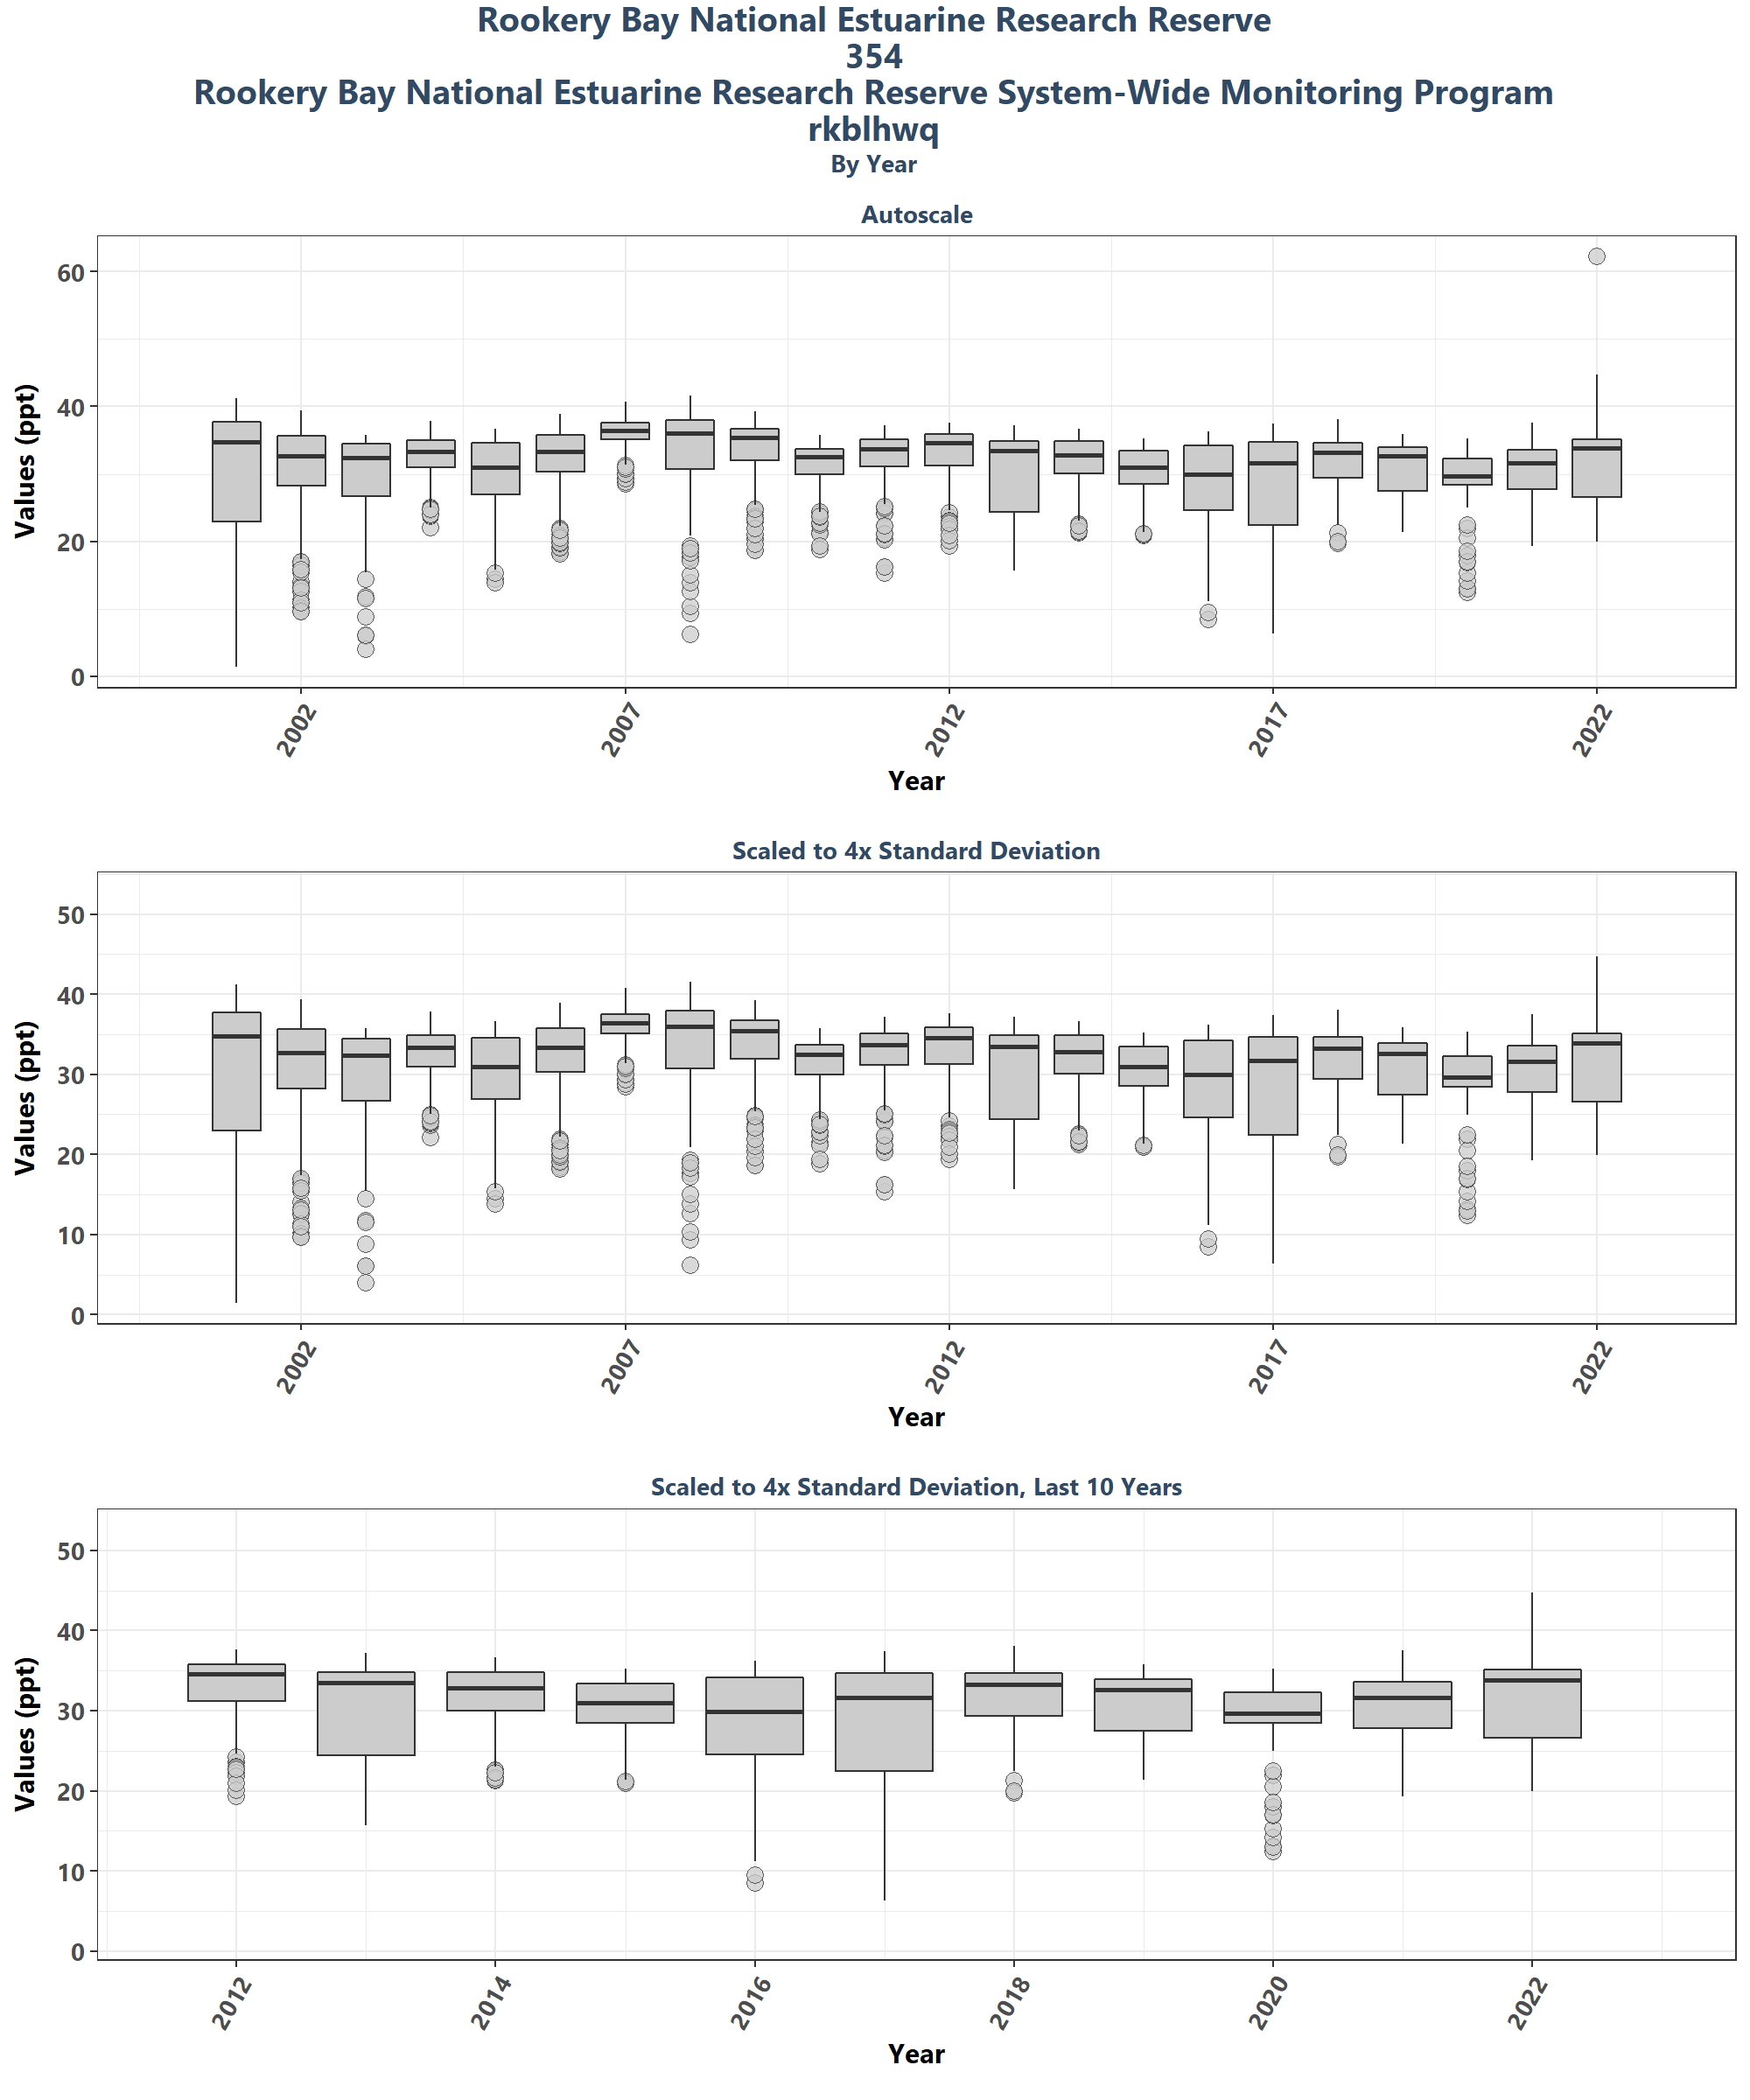 Rookery Bay National Estuarine Research Reserve
354
Rookery Bay National Estuarine Research Reserve System-Wide Monitoring Program
rkblhwq
By Year
Autoscale
Values (ppt)
60
40
20
0
2002 2007 2012 2017 2022
Year
Scaled to 4x Standard Deviation
Values (ppt)
50
40
30
20
10
0
2002 2007 2012 2017 2022
Year
Scaled to 4x Standard Deviation, Last 10 Years
Values (ppt)
50
40
30
20
10
0
2012 2014 2016 2018 2020 2022
Year